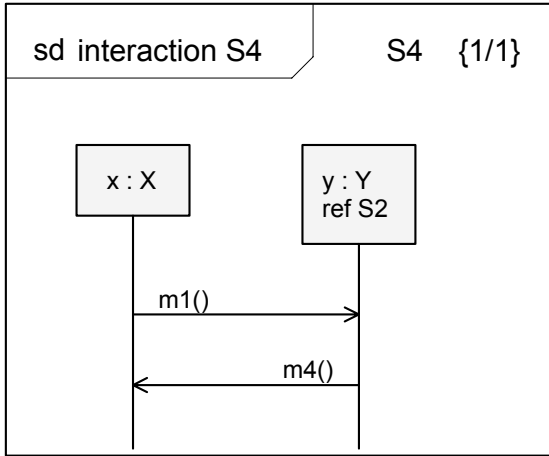 sd interaction S4
S4 {1/1}
x : X
y : Y
ref S2
m1()
m4()